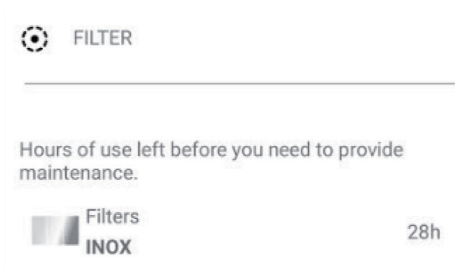 FILTER
Hours of use left before you need to provide
maintenance.
Filters
INOX
28h